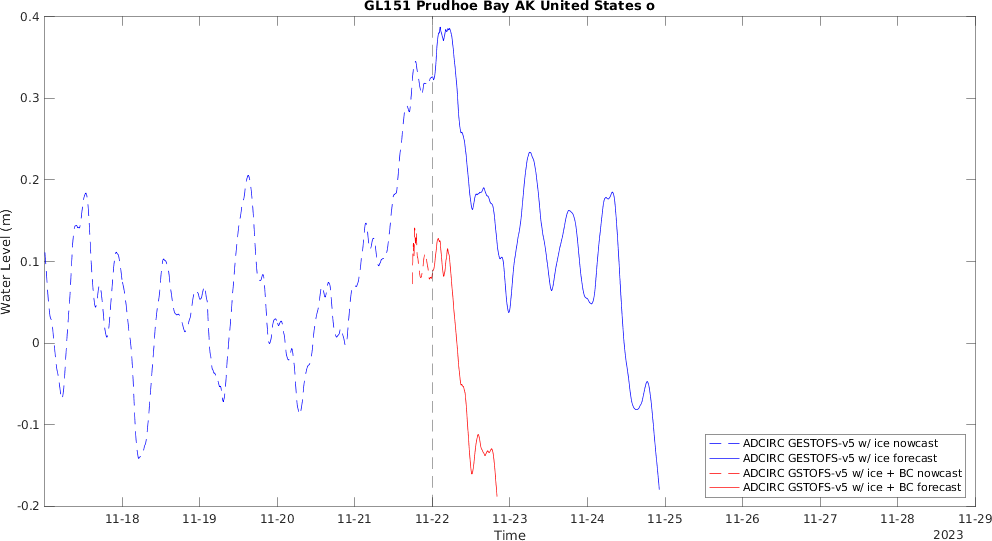 GL151 Prudhoe Bay AK United States o
0.4
0.3
0.2
0.1
0
-0.1
-0.2
Water Level (m)
ADCIRC GESTOFS-v5 w/ ice nowcast
ADCIRC GESTOFS-v5 w/ ice forecast
ADCIRC GSTOFS-v5 w/ ice + BC nowcast
ADCIRC GSTOFS-v5 w/ ice + BC forecast
11-18 11-19 11-20 11-21 11-22 11-23 11-24 11-25 11-26 11-27 11-28 11-29
Time
2023